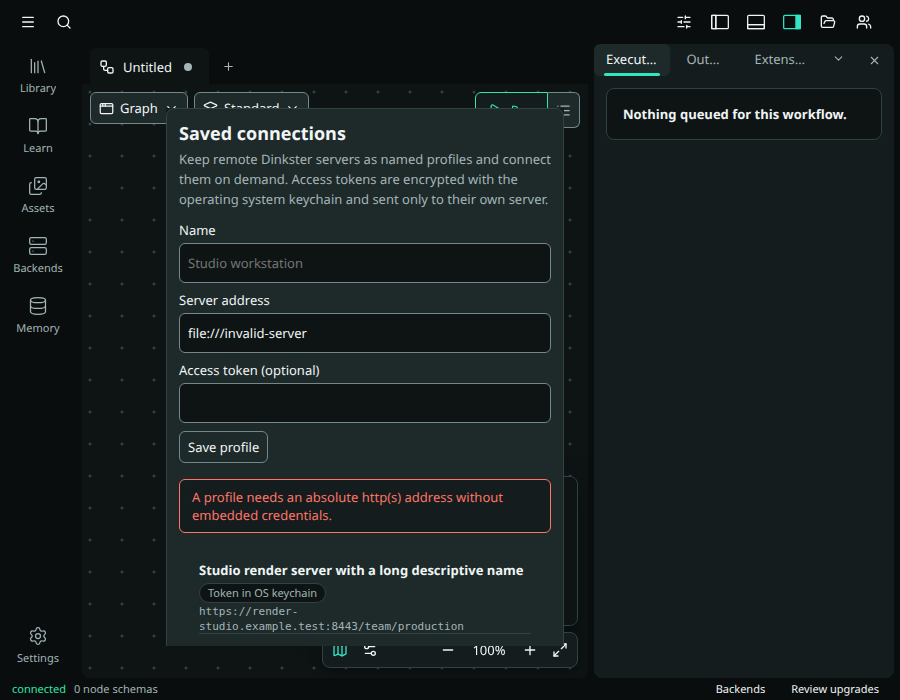 Untitled
Execut...
Out...
Extens...
Library
Learn
Assets
Backends
Memory
Settings
Graph
Standard
Nothing queued for this workflow.
Saved connections
Keep remote Dinkster servers as named profiles and connect
them on demand. Access tokens are encrypted with the
operating system keychain and sent only to their own server.
Name
Studio workstation
Server address
file:///invalid-server
Access token (optional)
Save profile
A profile needs an absolute http(s) address without
embedded credentials.
Studio render server with a long descriptive name
Token in OS keychain
https://render-
studio.example.test:8443/team/production
100%
connected
0 node schemas
Backends
Review upgrades